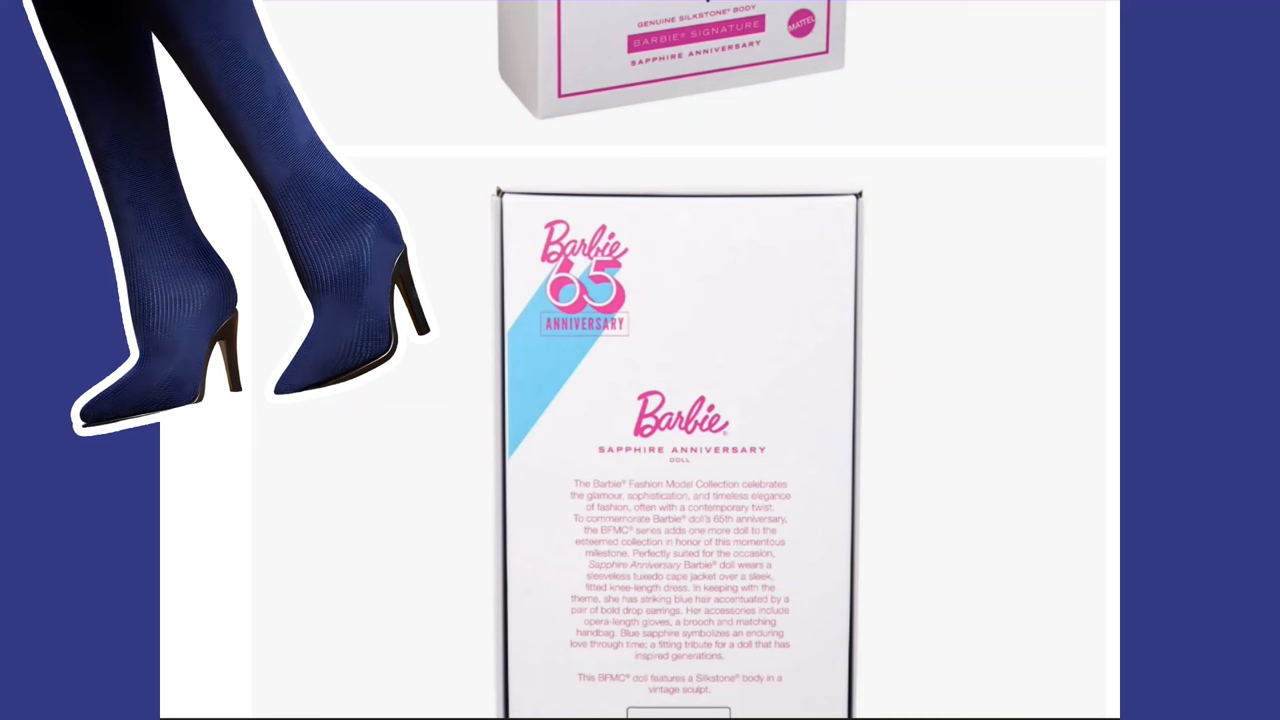 GENUINE SILKSTONE® BODY
BARBIE® SIGNATURE
SAPPHIRE ANNIVERSARY
MATTEL
Barbie
65
ANNIVERSARY
Barbie®
SAPPHIRE ANNIVERSARY
DOLL
The Barbie® Fashion Model Collection celebrates
the glamour, sophistication, and timeless elegance
of fashion, often with a contemporary twist.
To commemorate Barbie® doll's 65th anniversary,
the BFMC® series adds one more doll to the
esteemed collection in honor of this momentous
milestone. Perfectly suited for the occasion,
Sapphire Anniversary Barbie® doll wears a
sleeveless tuxedo cape jacket over a sleek,
fitted knee-length dress. In keeping with the
theme, she has striking blue hair accentuated by a
pair of bold drop earrings. Her accessories include
opera-length gloves, a brooch and matching
handbag. Blue sapphire symbolizes an enduring
love through time; a fitting tribute for a doll that has
inspired generations.
This BFMC® doll features a Silkstone® body in a
vintage sculpt.